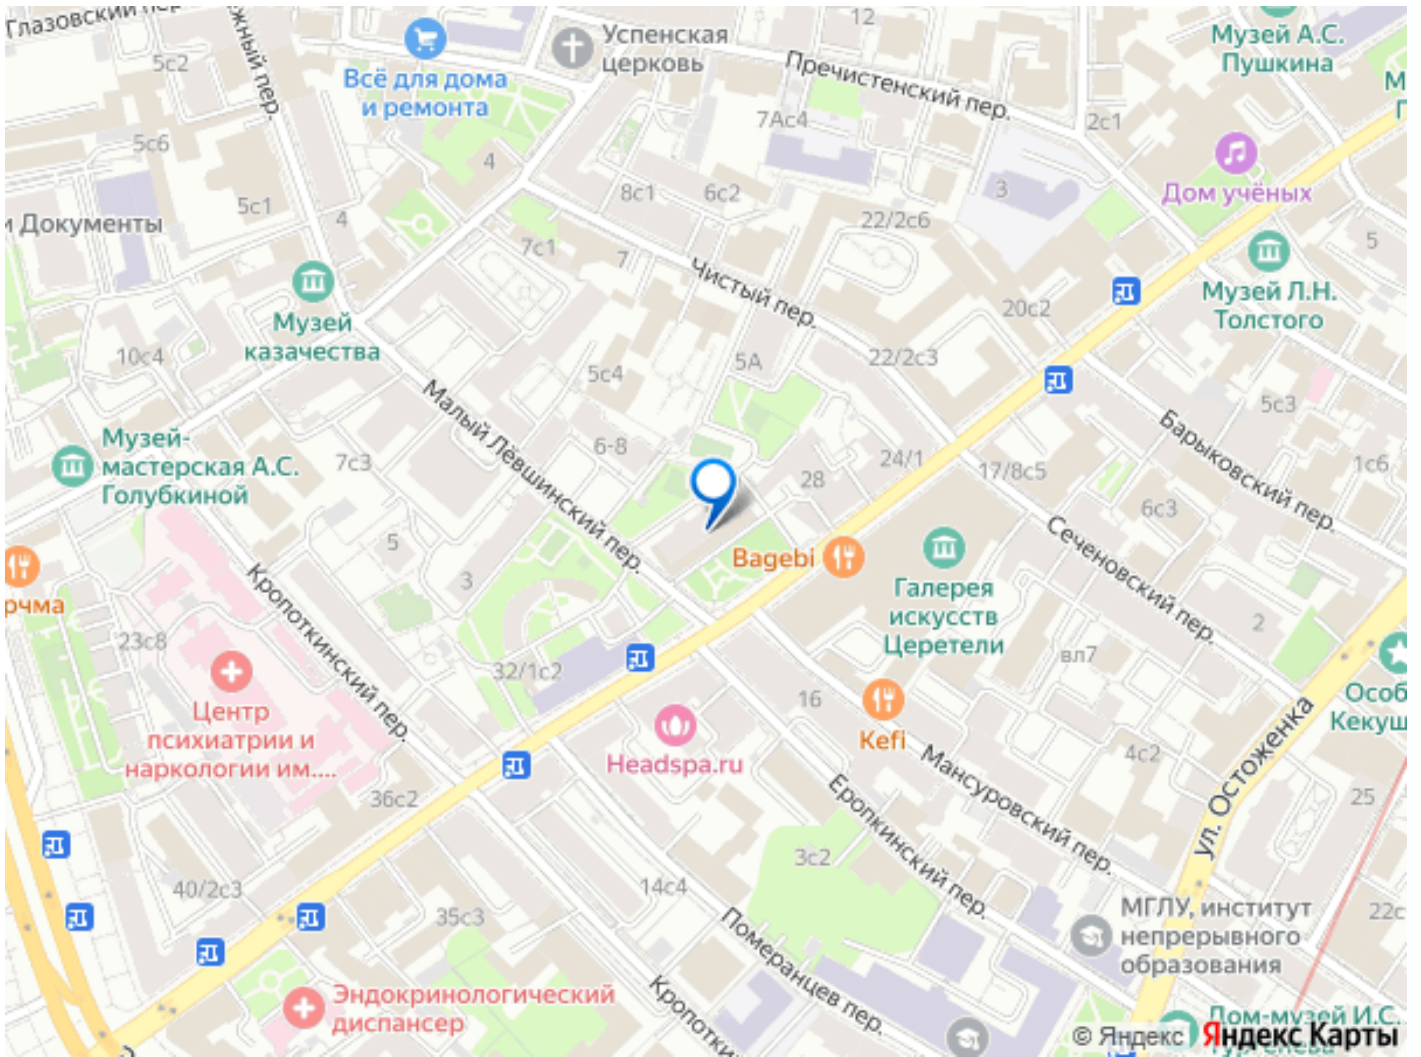 Глазовский пер.
5с2
Всё для дома
и ремонта
Успенская
церковь
12
Пречистенский пер.
7Ас4
Музей А.С.
Пушкина
2с1
Дом учёных
5с6
4
8с1
6с2
3
22/2с6
5с1
4
и Документы
7с1
7
Чистый пер.
5
Музей Л.Н.
Толстого
20с2
Музей
казачества
10с4
5А
22/2с3
5с4
Малый Лёвшинский пер.
6-8
5с3
Барыковский пер.
Музей-
мастерская А.С.
Голубкиной
7с3
24/1
17/8с5
1с6
28
6с3
Сеченовский пер.
5
3
Bagebi
Галерея
искусств
Церетели
Кропоткинский пер.
23с8
32/1с2
2
вл7
Центр
психиатрии и
наркологии им....
16
Kefi
Headspa.ru
Мансуровский пер.
4с2
ул. Остоженка
25
36с2
Еропкинский пер.
3с2
40/2с3
14с4
35с3
22с
МГЛУ, институт
непрерывного
образования
Померанцев пер.
Эндокринологический
диспансер
Дом-музей И.С.
© Яндекс Яндекс Карты